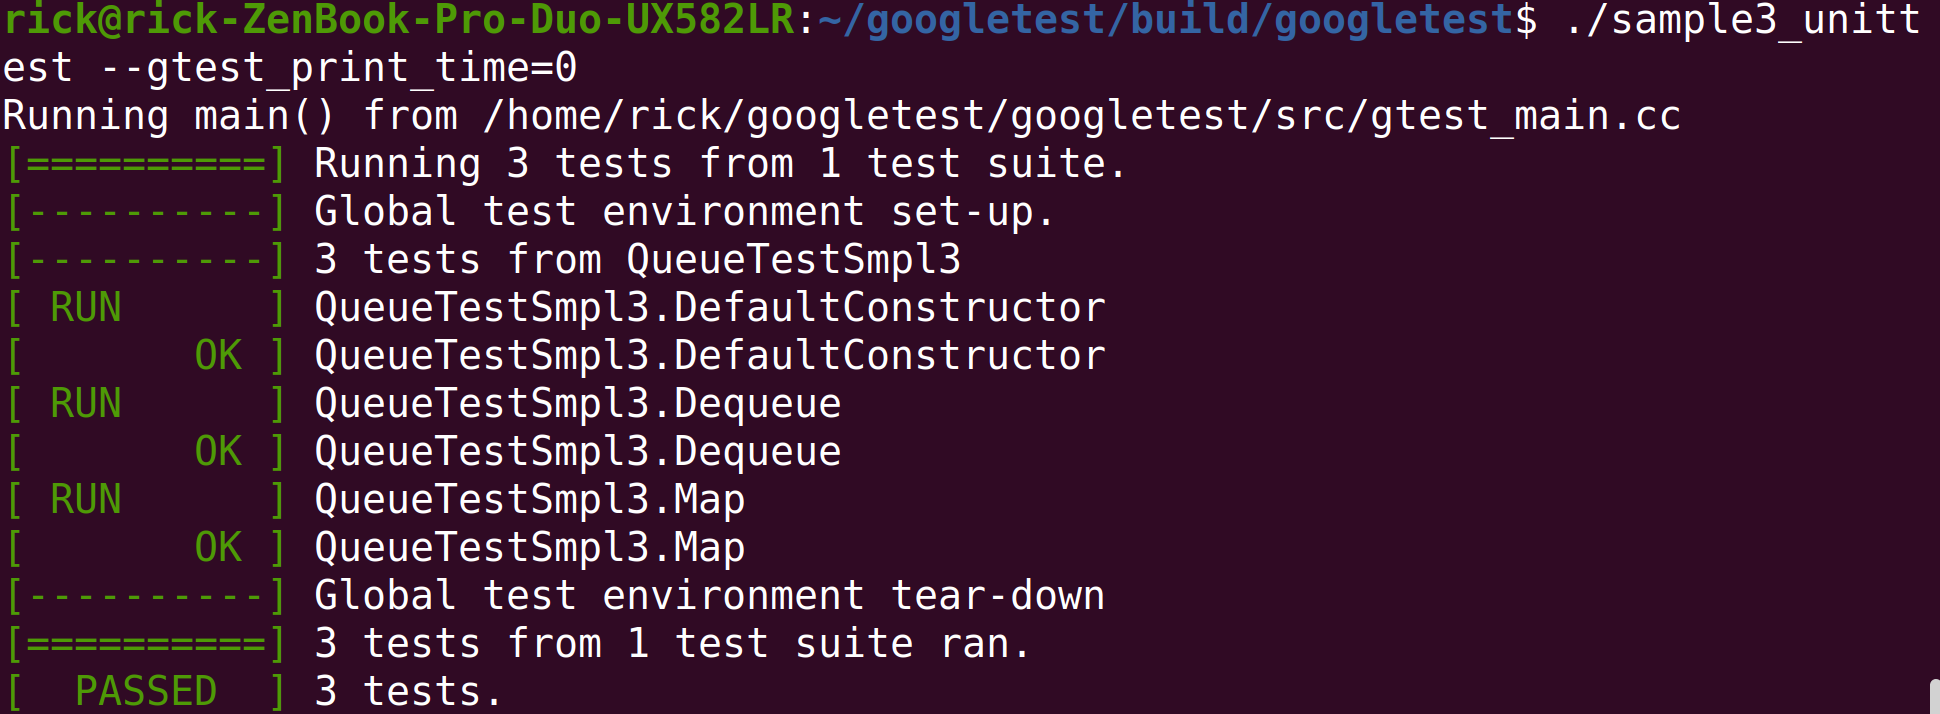 rick@rick-ZenBook-Pro-Duo-UX582LR:~/googletest/build/googletest$ ./sample3_unitt
est --gtest_print_time=0
Running main() from /home/rick/googletest/googletest/src/gtest_main.cc
[==========] Running 3 tests from 1 test suite.
[----------] Global test environment set-up.
[----------] 3 tests from QueueTestSmpl3
[ RUN      ] QueueTestSmpl3.DefaultConstructor
[       OK ] QueueTestSmpl3.DefaultConstructor
[ RUN      ] QueueTestSmpl3.Dequeue
[       OK ] QueueTestSmpl3.Dequeue
[ RUN      ] QueueTestSmpl3.Map
[       OK ] QueueTestSmpl3.Map
[----------] Global test environment tear-down
[==========] 3 tests from 1 test suite ran.
[  PASSED  ] 3 tests.